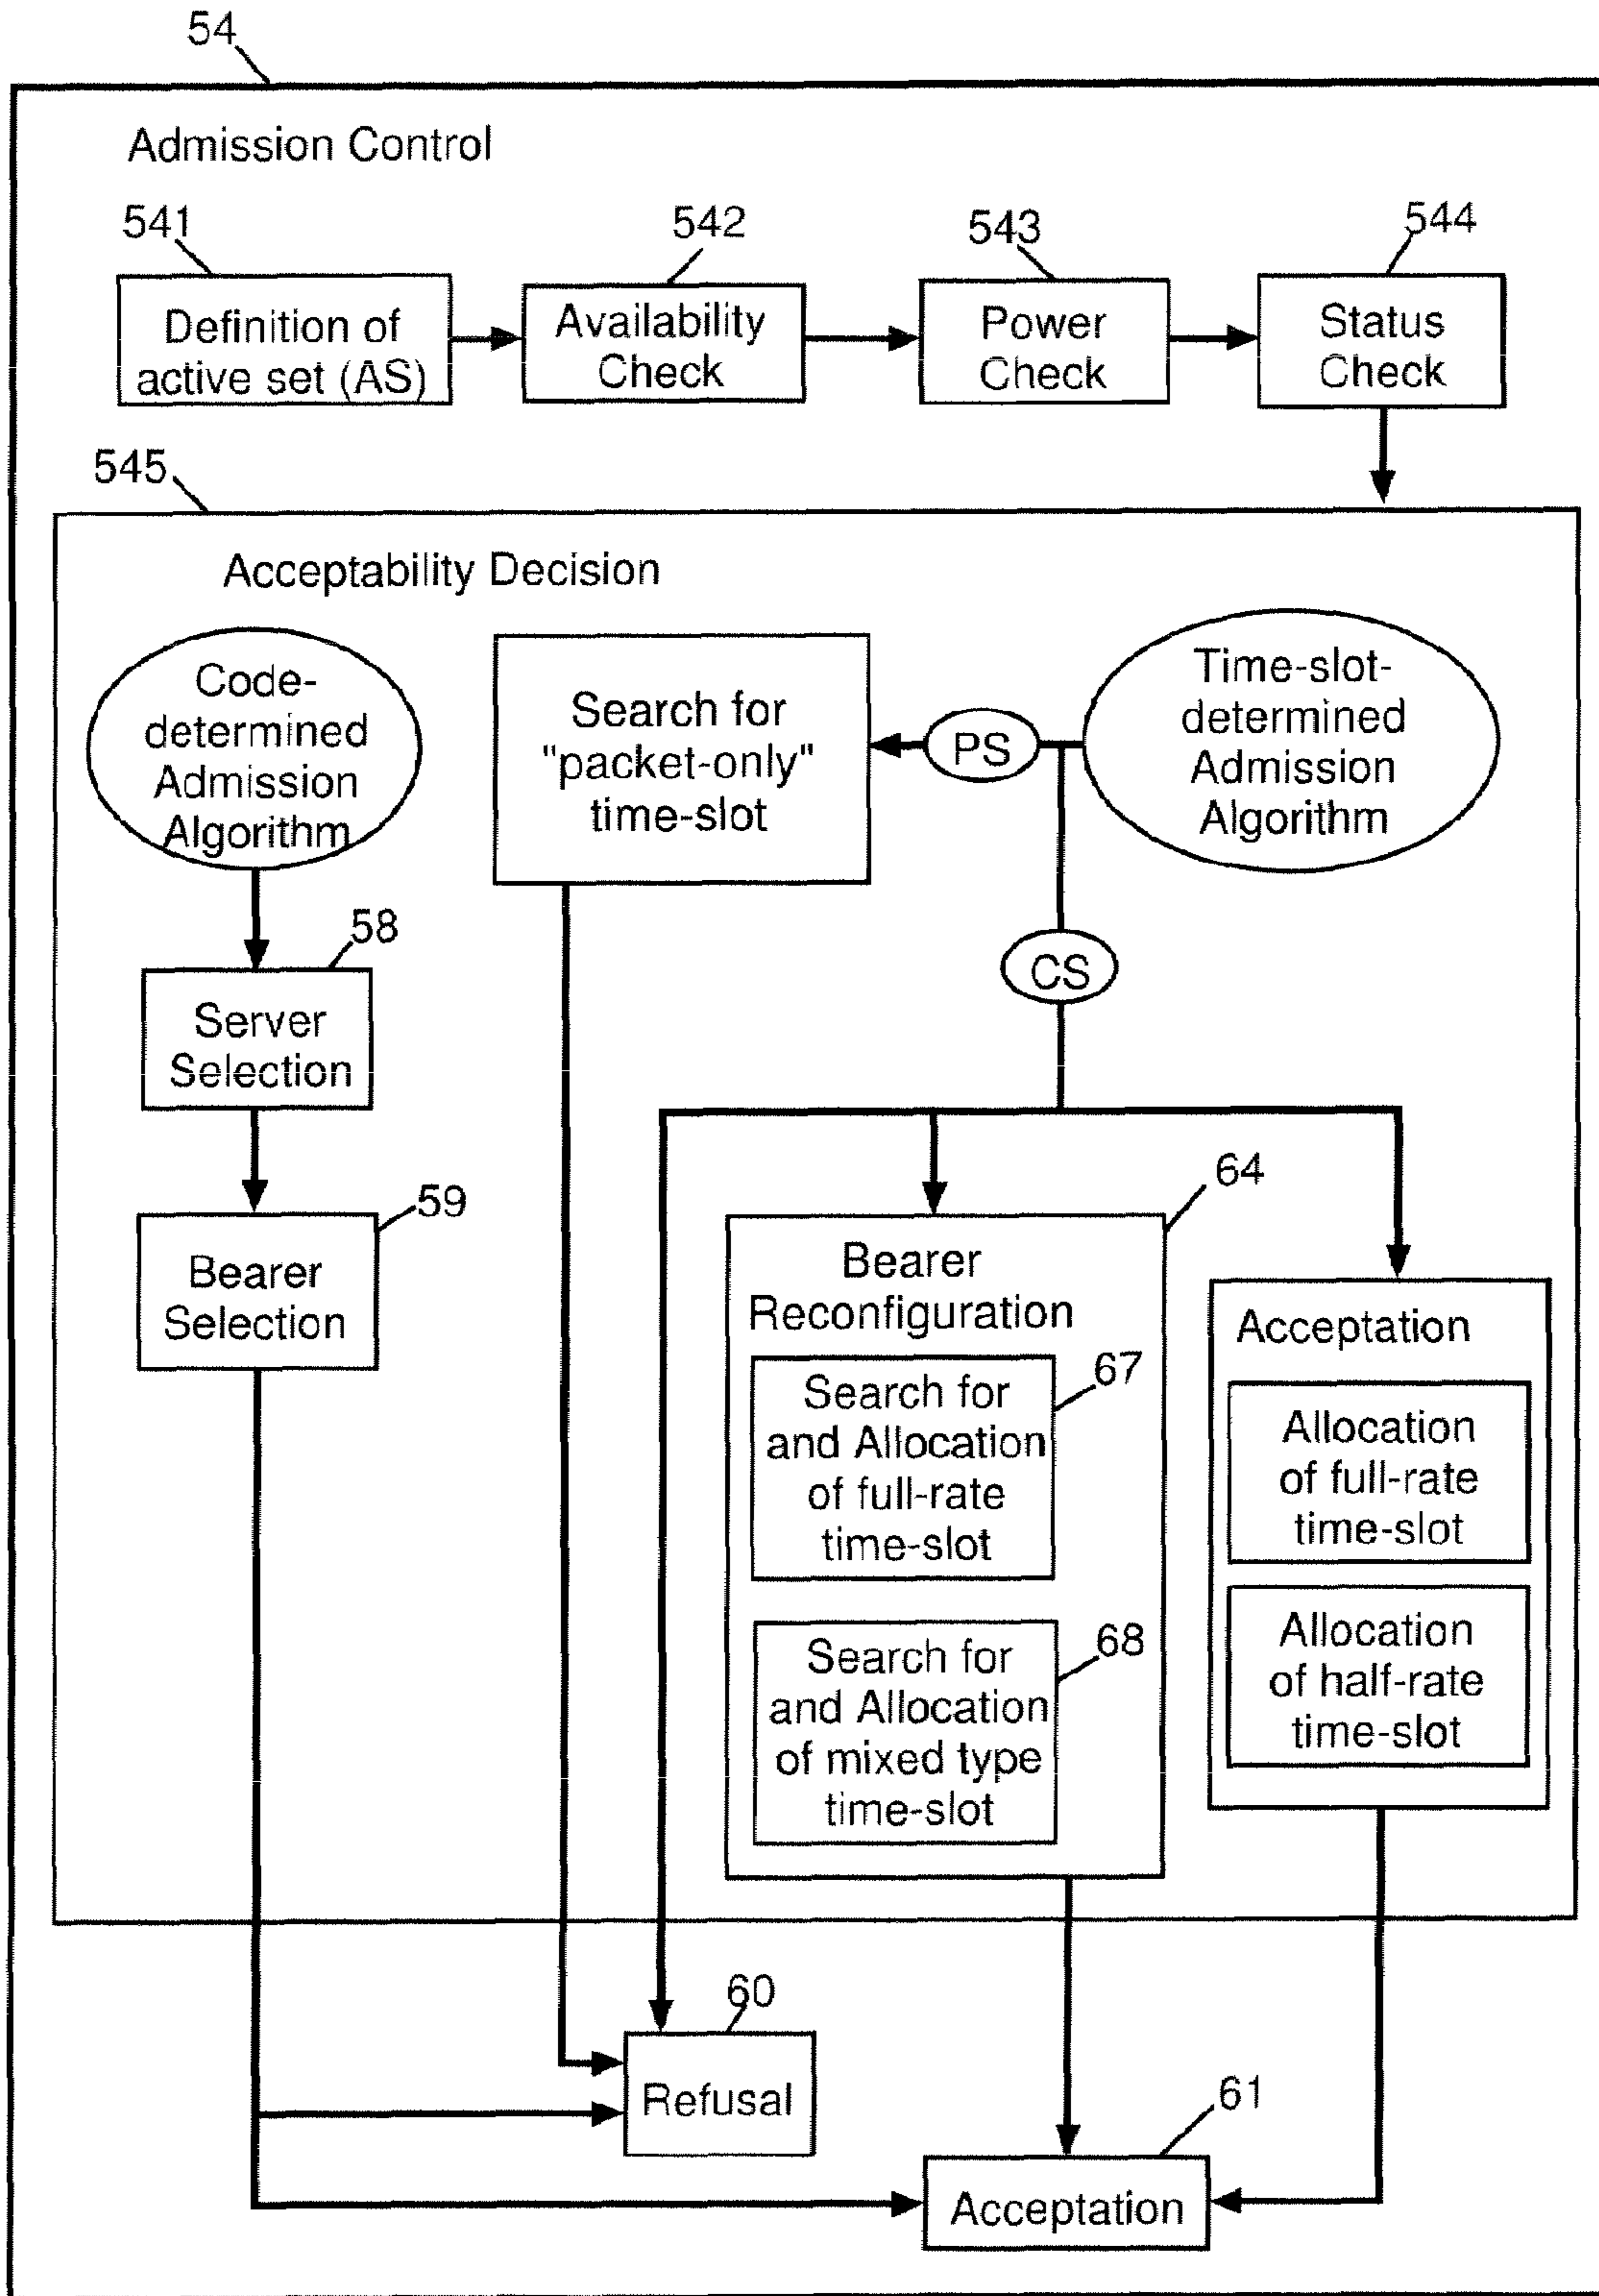 54
Admission Control
541
542
543
544
Definition of
active set (AS)
Availability
Check
Power
Check
Status
Check
545
Acceptability Decision
Code-
determined
Admission
Algorithm
Search for
"packet-only"
time-slot
PS
Time-slot-
determined
Admission
Algorithm
CS
58
Server
Selection
59
Bearer
Selection
64
Bearer
Reconfiguration
67
Search for
and Allocation
of full-rate
time-slot
68
Search for
and Allocation
of mixed type
time-slot
Acceptation
Allocation
of full-rate
time-slot
Allocation
of half-rate
time-slot
60
Refusal
61
Acceptation